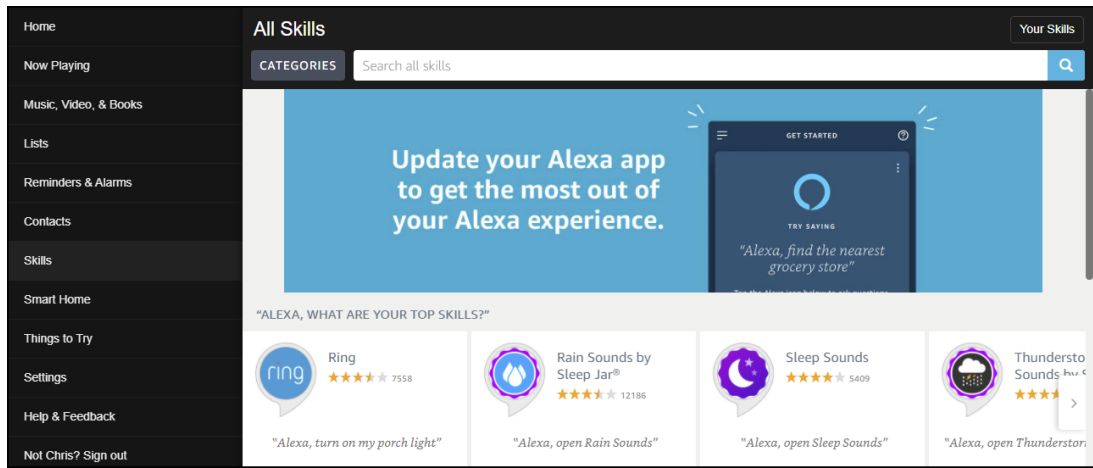 Home
Now Playing
Music, Video, & Books
Lists
Reminders & Alarms
Contacts
Skills
Smart Home
Things to Try
Settings
Help & Feedback
Not Chris? Sign out
All Skills
Your Skills
CATEGORIES
Search all skills
Update your Alexa app
to get the most out of
your Alexa experience.
GET STARTED
TRY SAYING
“Alexa, find the nearest
grocery store”
“ALEXA, WHAT ARE YOUR TOP SKILLS?”
ring
Ring
7558
“Alexa, turn on my porch light”
Rain Sounds by
Sleep Jar®
12186
“Alexa, open Rain Sounds”
Sleep Sounds
5409
“Alexa, open Sleep Sounds”
Thundersto
Sounds by
“Alexa, open Thunderstor